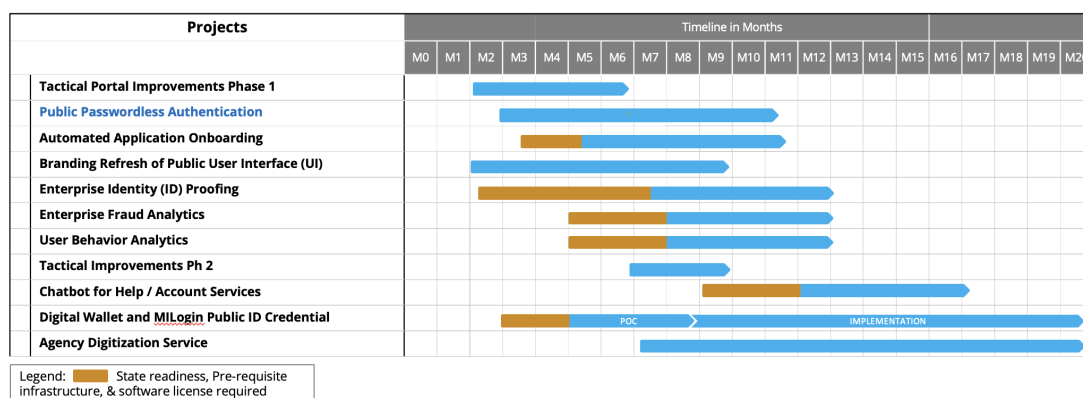 Projects
Timeline in Months
M0 M1 M2 M3 M4 M5 M6 M7 M8 M9 M10 M11 M12 M13 M14 M15 M16 M17 M18 M19 M20
Tactical Portal Improvements Phase 1
Public Passwordless Authentication
Automated Application Onboarding
Branding Refresh of Public User Interface (UI)
Enterprise Identity (ID) Proofing
Enterprise Fraud Analytics
User Behavior Analytics
Tactical Improvements Ph 2
Chatbot for Help / Account Services
Digital Wallet and MILogin Public ID Credential
POC
IMPLEMENTATION
Agency Digitization Service
Legend: State readiness, Pre-requisite
infrastructure, & software license required